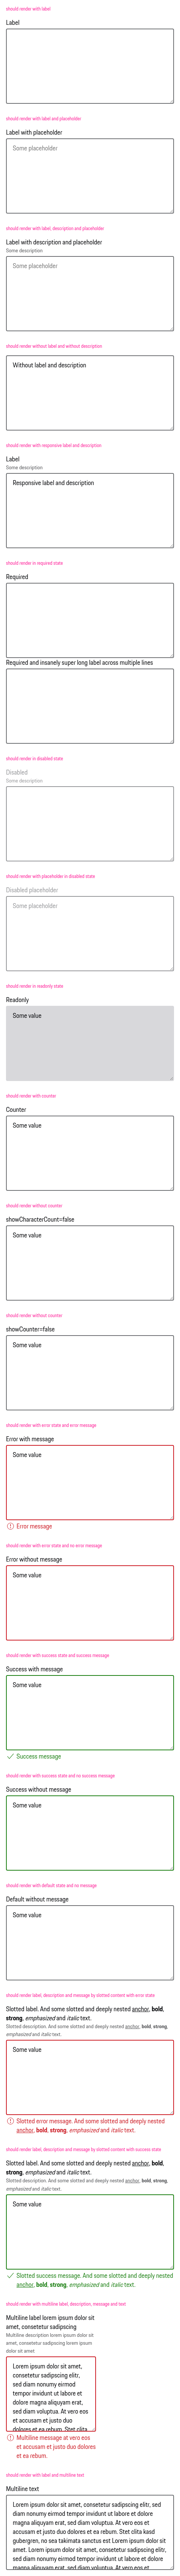 should render with label
Label
should render with label and placeholder
Label with placeholder
Some placeholder
should render with label, description and placeholder
Label with description and placeholder
Some description
Some placeholder
should render without label and without description
Without label and description
should render with responsive label and description
Label
Some description
Responsive label and description
should render in required state
Required
Required and insanely super long label across multiple lines
should render in disabled state
Disabled
Some description
should render with placeholder in disabled state
Disabled placeholder
Some placeholder
should render in readonly state
Readonly
Some value
should render with counter
Counter
Some value
should render without counter
showCharacterCount=false
Some value
should render without counter
showCounter=false
Some value
should render with error state and error message
Error with message
Some value
Error message
should render with error state and no error message
Error without message
Some value
should render with success state and success message
Success with message
Some value
Success message
should render with success state and no success message
Success without message
Some value
should render with default state and no message
Default without message
Some value
should render label, description and message by slotted content with error state
Slotted label. And some slotted and deeply nested anchor, bold,
strong, emphasized and italic text.
Slotted description. And some slotted and deeply nested anchor, bold, strong,
emphasized and italic text.
Some value
Slotted error message. And some slotted and deeply nested
anchor, bold, strong, emphasized and italic text.
should render label, description and message by slotted content with success state
Slotted label. And some slotted and deeply nested anchor, bold,
strong, emphasized and italic text.
Slotted description. And some slotted and deeply nested anchor, bold, strong,
emphasized and italic text.
Some value
Slotted success message. And some slotted and deeply nested
anchor, bold, strong, emphasized and italic text.
should render with multiline label, description, message and text
Multiline label lorem ipsum dolor sit
amet, consetetur sadipscing
Multiline description lorem ipsum dolor sit
amet, consetetur sadipscing lorem ipsum
dolor sit amet
Lorem ipsum dolor sit amet,
consetetur sadipscing elitr,
sed diam nonumy eirmod
tempor invidunt ut labore et
dolore magna aliquyam erat,
sed diam voluptua. At vero eos
et accusam et justo duo
dolores et ea rebum. Stet clita
Multiline message at vero eos
et accusam et justo duo dolores
et ea rebum.
should render with label and multiline text
Multiline text
Lorem ipsum dolor sit amet, consetetur sadipscing elitr, sed
diam nonumy eirmod tempor invidunt ut labore et dolore
magna aliquyam erat, sed diam voluptua. At vero eos et
accusam et justo duo dolores et ea rebum. Stet clita kasd
gubergren, no sea takimata sanctus est Lorem ipsum dolor sit
amet. Lorem ipsum dolor sit amet, consetetur sadipscing elitr,
sed diam nonumy eirmod tempor invidunt ut labore et dolore
magna aliquyam erat, sed diam voluptua. At vero eos et